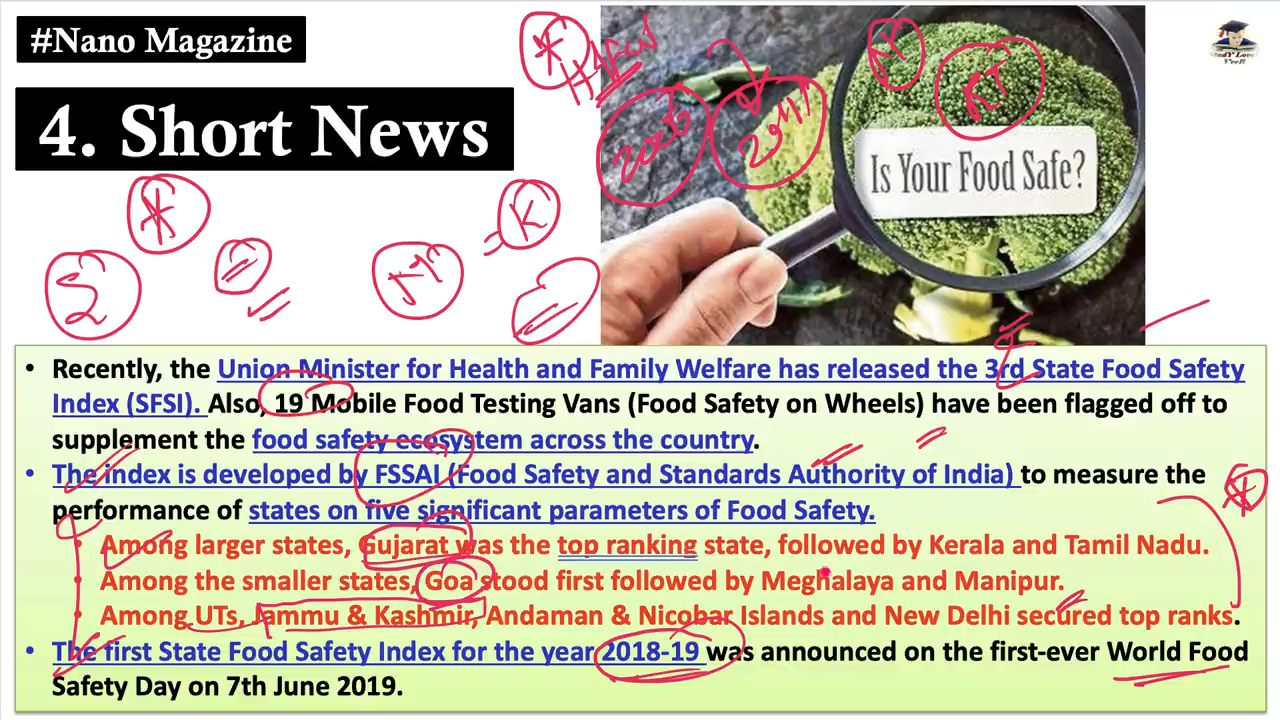 #Nano Magazine
4. Short News
Is Your Food Safe?
2006
2011
K
• Recently, the Union Minister for Health and Family Welfare has released the 3rd State Food Safety
Index (SFSI). Also, 19 Mobile Food Testing Vans (Food Safety on Wheels) have been flagged off to
supplement the food safety ecosystem across the country.
• The index is developed by FSSAI (Food Safety and Standards Authority of India) to measure the
performance of states on five significant parameters of Food Safety.
• Among larger states, Gujarat was the top ranking state, followed by Kerala and Tamil Nadu.
• Among the smaller states, Goa stood first followed by Meghalaya and Manipur.
• Among UTs, Jammu & Kashmir, Andaman & Nicobar Islands and New Delhi secured top ranks.
• The first State Food Safety Index for the year 2018-19 was announced on the first-ever World Food
Safety Day on 7th June 2019.